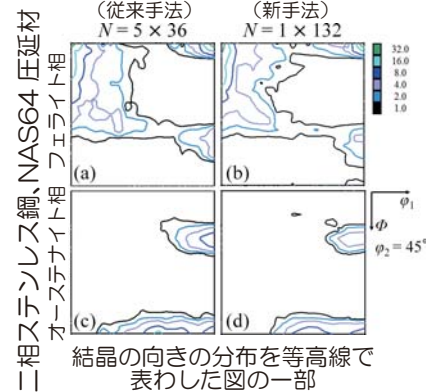 （従来手法）
N = 5 × 36
（新手法）
N = 1 × 132
二相ステンレス鋼、NAS64 圧延材
フェライト相
オーステナイト相
(a)
(b)
32.0
16.0
8.0
4.0
2.0
1.0
(c)
(d)
φ1
Φ
φ2 = 45°
結晶の向きの分布を等高線で
表わした図の一部